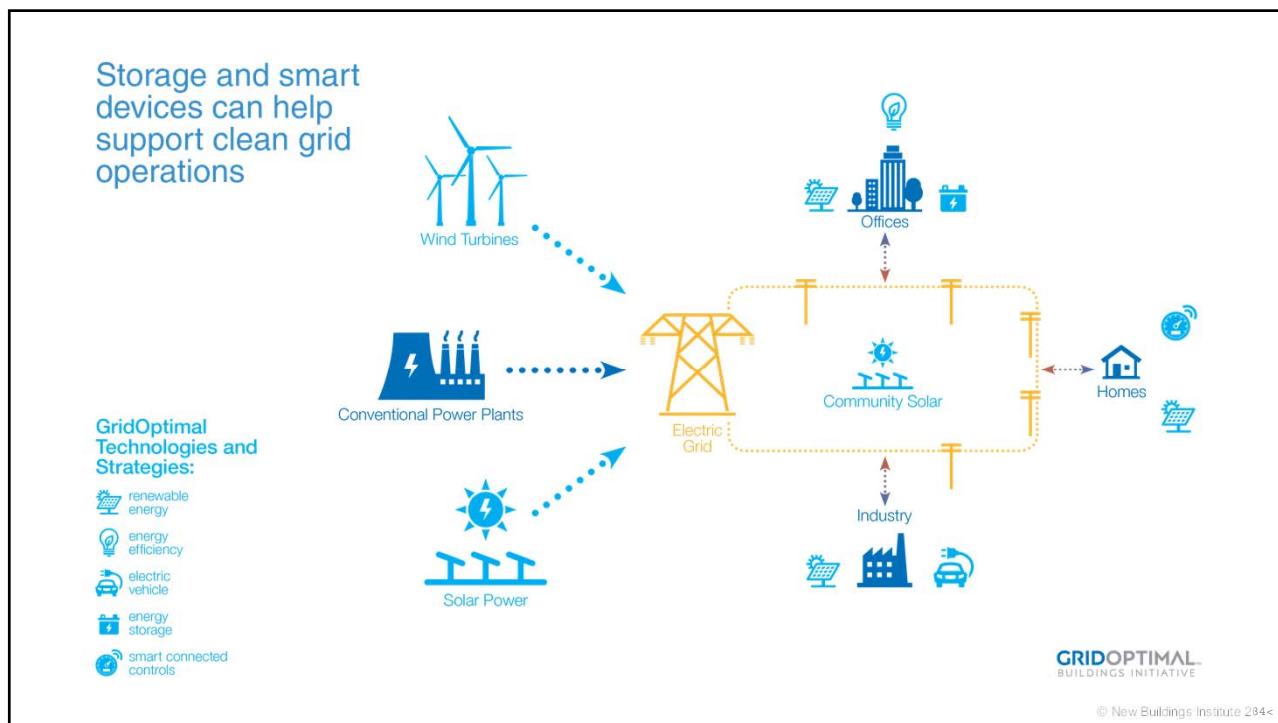 Storage and smart
devices can help
support clean grid
operations
Wind Turbines
Conventional Power Plants
Solar Power
Electric
Grid
Community Solar
Offices
Homes
Industry
GridOptimal
Technologies and
Strategies:
renewable
energy
energy
efficiency
electric
vehicle
energy
storage
smart connected
controls
GRIDOPTIMAL
BUILDINGS INITIATIVE
© New Buildings Institute